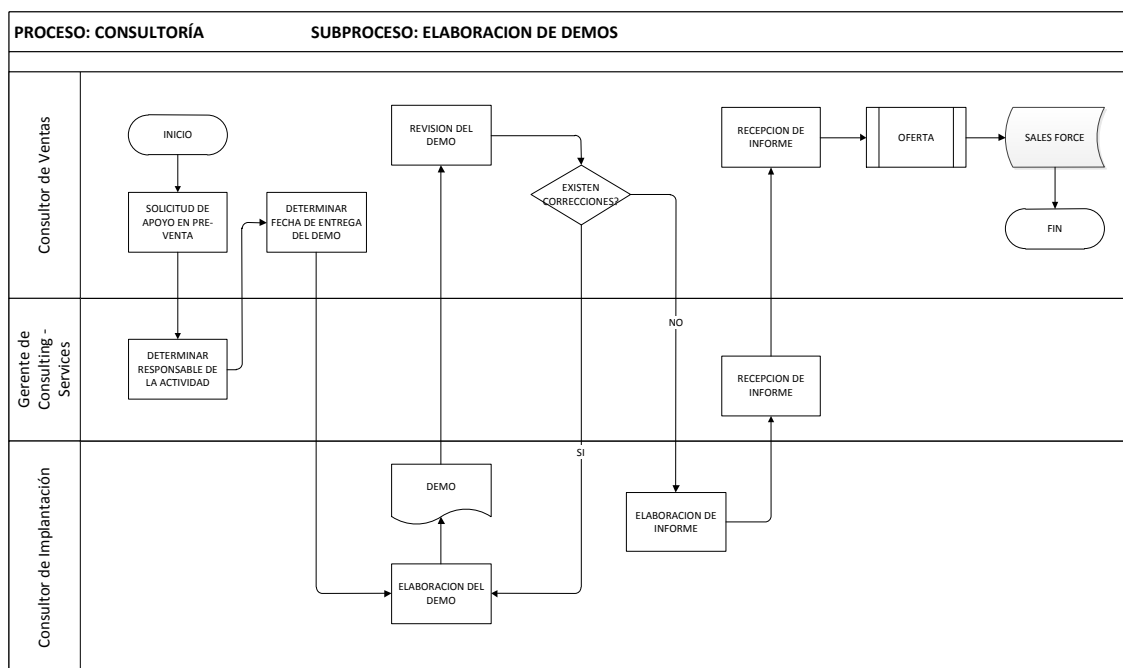 PROCESO: CONSULTORÍA SUBPROCESO: ELABORACION DE DEMOS
Consultor de Ventas
INICIO
SOLICITUD DE
APOYO EN PRE-
VENTA
DETERMINAR
FECHA DE ENTREGA
DEL DEMO
REVISION DEL
DEMO
EXISTEN
CORRECCIONES?
RECEPCION DE
INFORME
OFERTA
SALES FORCE
FIN
Gerente de
Consulting -
Services
DETERMINAR
RESPONSABLE DE
LA ACTIVIDAD
NO
RECEPCION DE
INFORME
Consultor de Implantación
SI
DEMO
ELABORACION DEL
DEMO
ELABORACION DE
INFORME